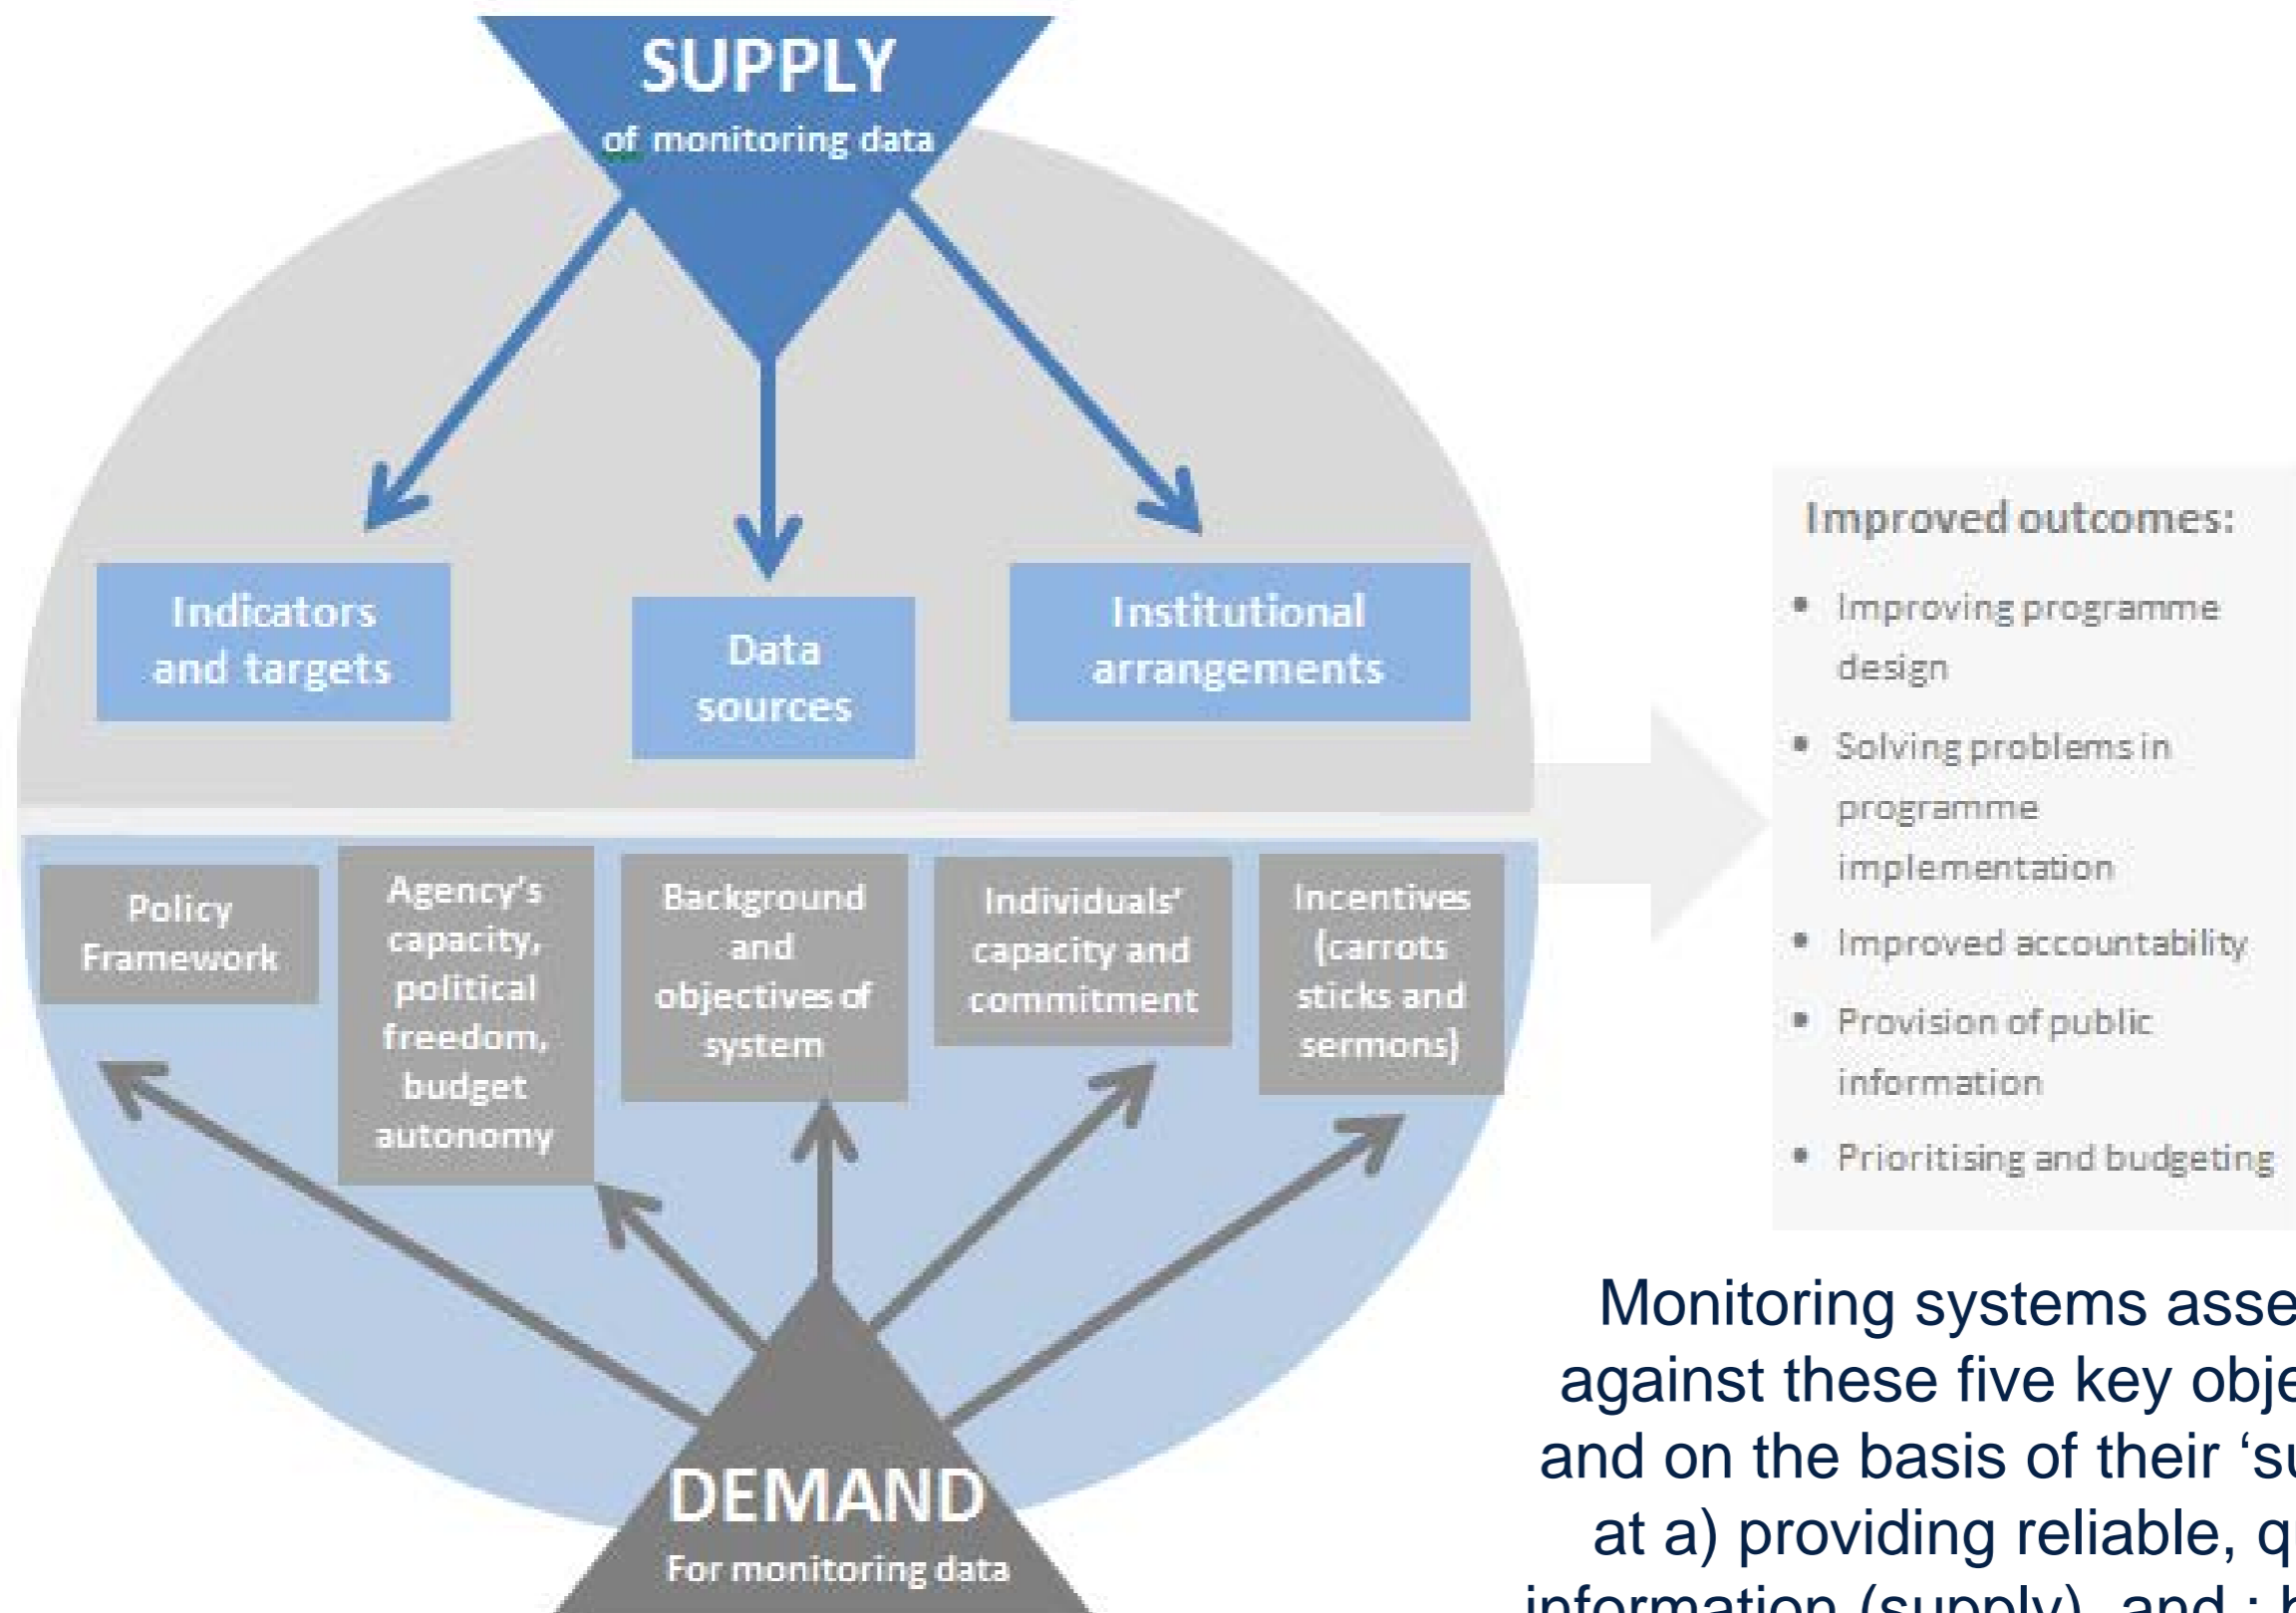 SUPPLY
of monitoring data
Indicators
and targets
Data
sources
Institutional
arrangements
Policy
Framework
Agency's
capacity,
political
freedom,
budget
autonomy
Background
and
objectives of
system
Individuals'
capacity and
commitment
Incentives
(carrots
sticks and
sermons)
DEMAND
For monitoring data
Improved outcomes:
• Improving programme
design
• Solving problems in
programme
implementation
• Improved accountability
• Provision of public
information
• Prioritising and budgeting
Monitoring systems
against these five key
and on the basis of their
at a) providing reliable,
information (supply), and ;